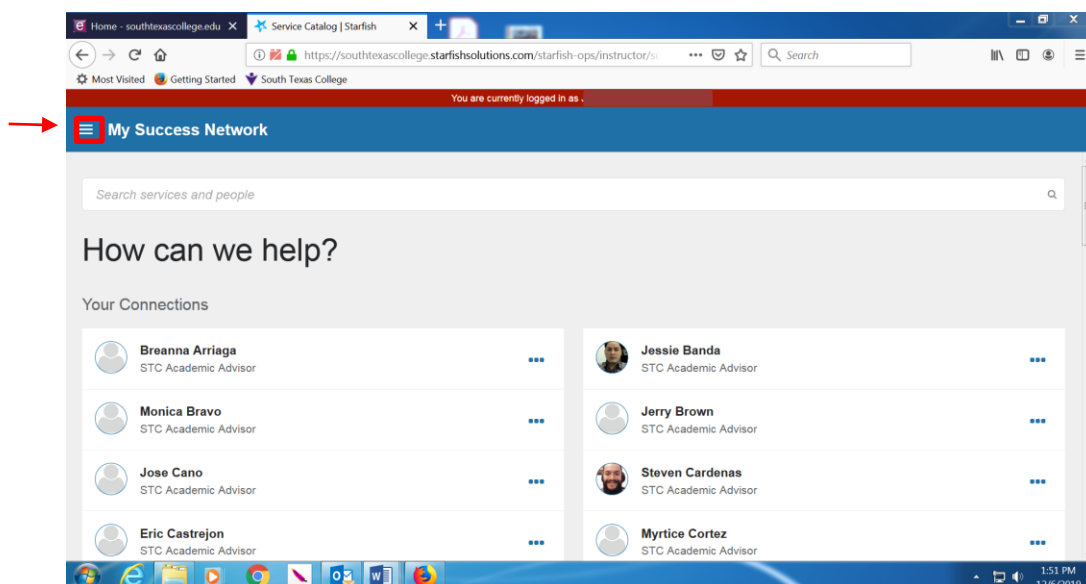 Home - southtexascollege.edu
Service Catalog | Starfish
https://southtexascollege.starfishsolutions.com/starfish-ops/instructor/
Search
Most Visited
Getting Started
South Texas College
You are currently logged in as
My Success Network
Search services and people
How can we help?
Your Connections
Breanna Arriaga
STC Academic Advisor
Jessie Banda
STC Academic Advisor
Monica Bravo
STC Academic Advisor
Jerry Brown
STC Academic Advisor
Jose Cano
STC Academic Advisor
Steven Cardenas
STC Academic Advisor
Eric Castrejon
STC Academic Advisor
Myrtice Cortez
STC Academic Advisor
1:51 PM